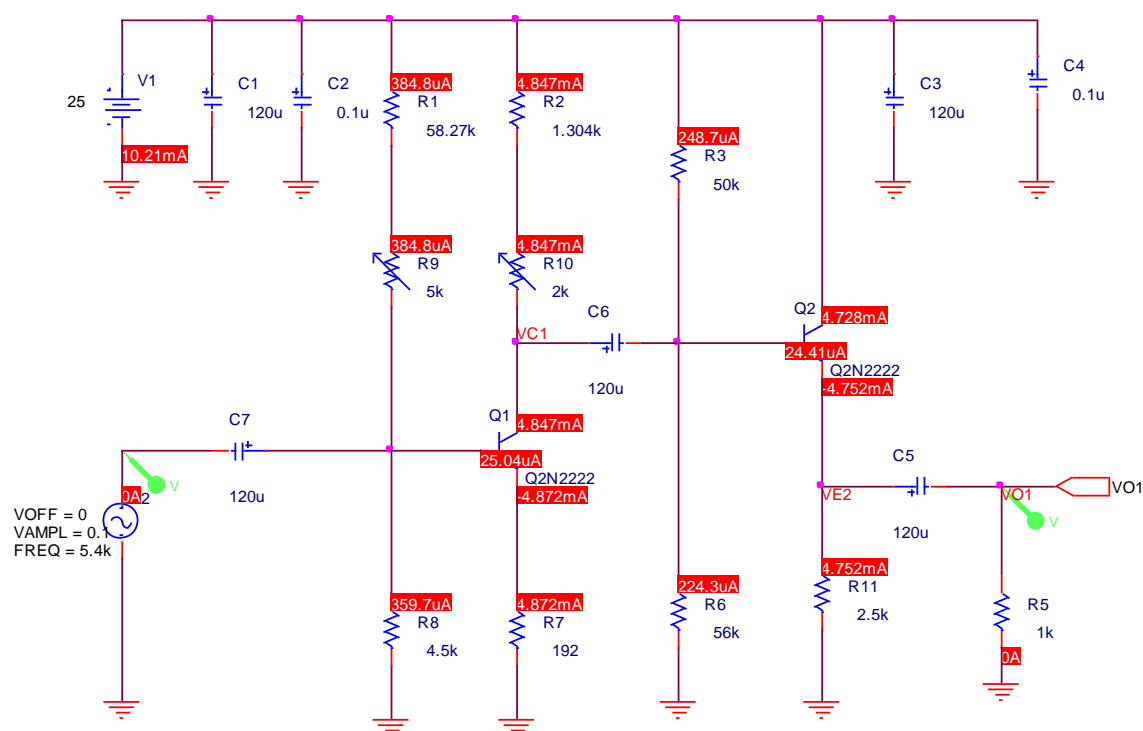 V1
25
10.21mA
C1
120u
C2
0.1u
384.8uA
R1
58.27k
4.847mA
R2
1.304k
248.7uA
R3
50k
C3
120u
C4
0.1u
384.8uA
R9
5k
4.847mA
R10
2k
VC1
C6
120u
Q2
4.728mA
24.41uA
Q2N2222
-4.752mA
C7
120u
Q1
4.847mA
25.04uA
Q2N2222
-4.872mA
V
0A
2
VOFF = 0
VAMPL = 0.1
FREQ = 5.4k
VE2
C5
120u
VO1
VO1
V
359.7uA
R8
4.5k
4.872mA
R7
192
224.3uA
R6
56k
4.752mA
R11
2.5k
R5
1k
0A